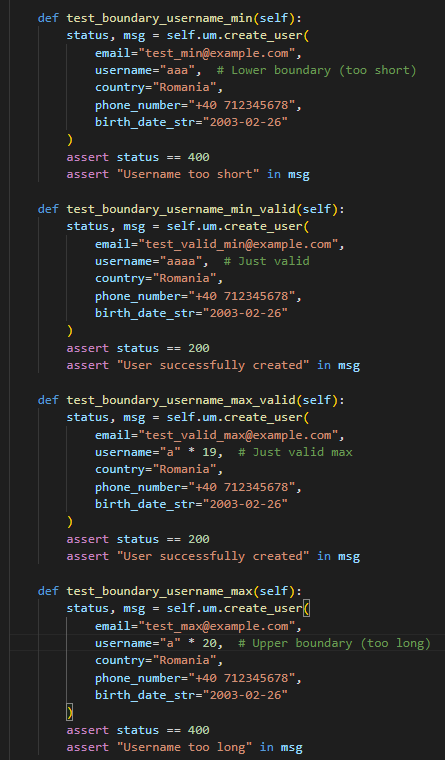 def test_boundary_username_min(self):
    status, msg = self.um.create_user(
        email="test_min@example.com",
        username="aaa",  # Lower boundary (too short)
        country="Romania",
        phone_number="+40 712345678",
        birth_date_str="2003-02-26"
    )
    assert status == 400
    assert "Username too short" in msg

def test_boundary_username_min_valid(self):
    status, msg = self.um.create_user(
        email="test_valid_min@example.com",
        username="aaaa",  # Just valid
        country="Romania",
        phone_number="+40 712345678",
        birth_date_str="2003-02-26"
    )
    assert status == 200
    assert "User successfully created" in msg

def test_boundary_username_max_valid(self):
    status, msg = self.um.create_user(
        email="test_valid_max@example.com",
        username="a" * 19,  # Just valid max
        country="Romania",
        phone_number="+40 712345678",
        birth_date_str="2003-02-26"
    )
    assert status == 200
    assert "User successfully created" in msg

def test_boundary_username_max(self):
    status, msg = self.um.create_user(
        email="test_max@example.com",
        username="a" * 20,  # Upper boundary (too long)
        country="Romania",
        phone_number="+40 712345678",
        birth_date_str="2003-02-26"
    )
    assert status == 400
    assert "Username too long" in msg